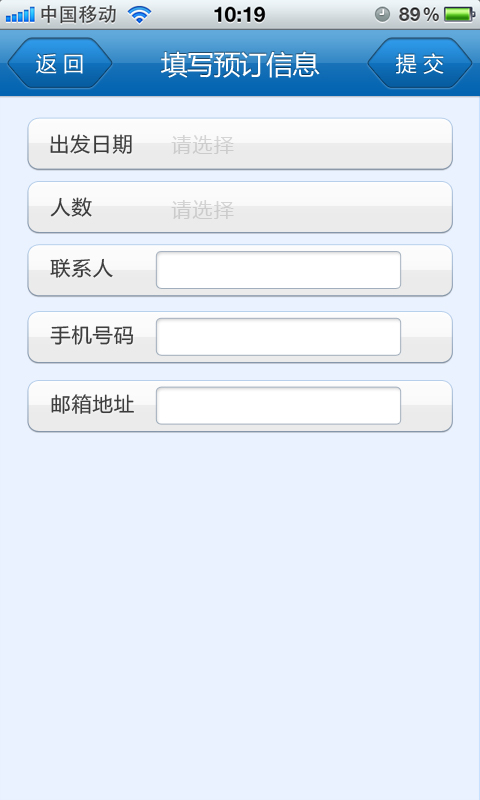 中国移动 10:19 89%
返回 填写预订信息 提交
出发日期 请选择
人数 请选择
联系人
手机号码
邮箱地址